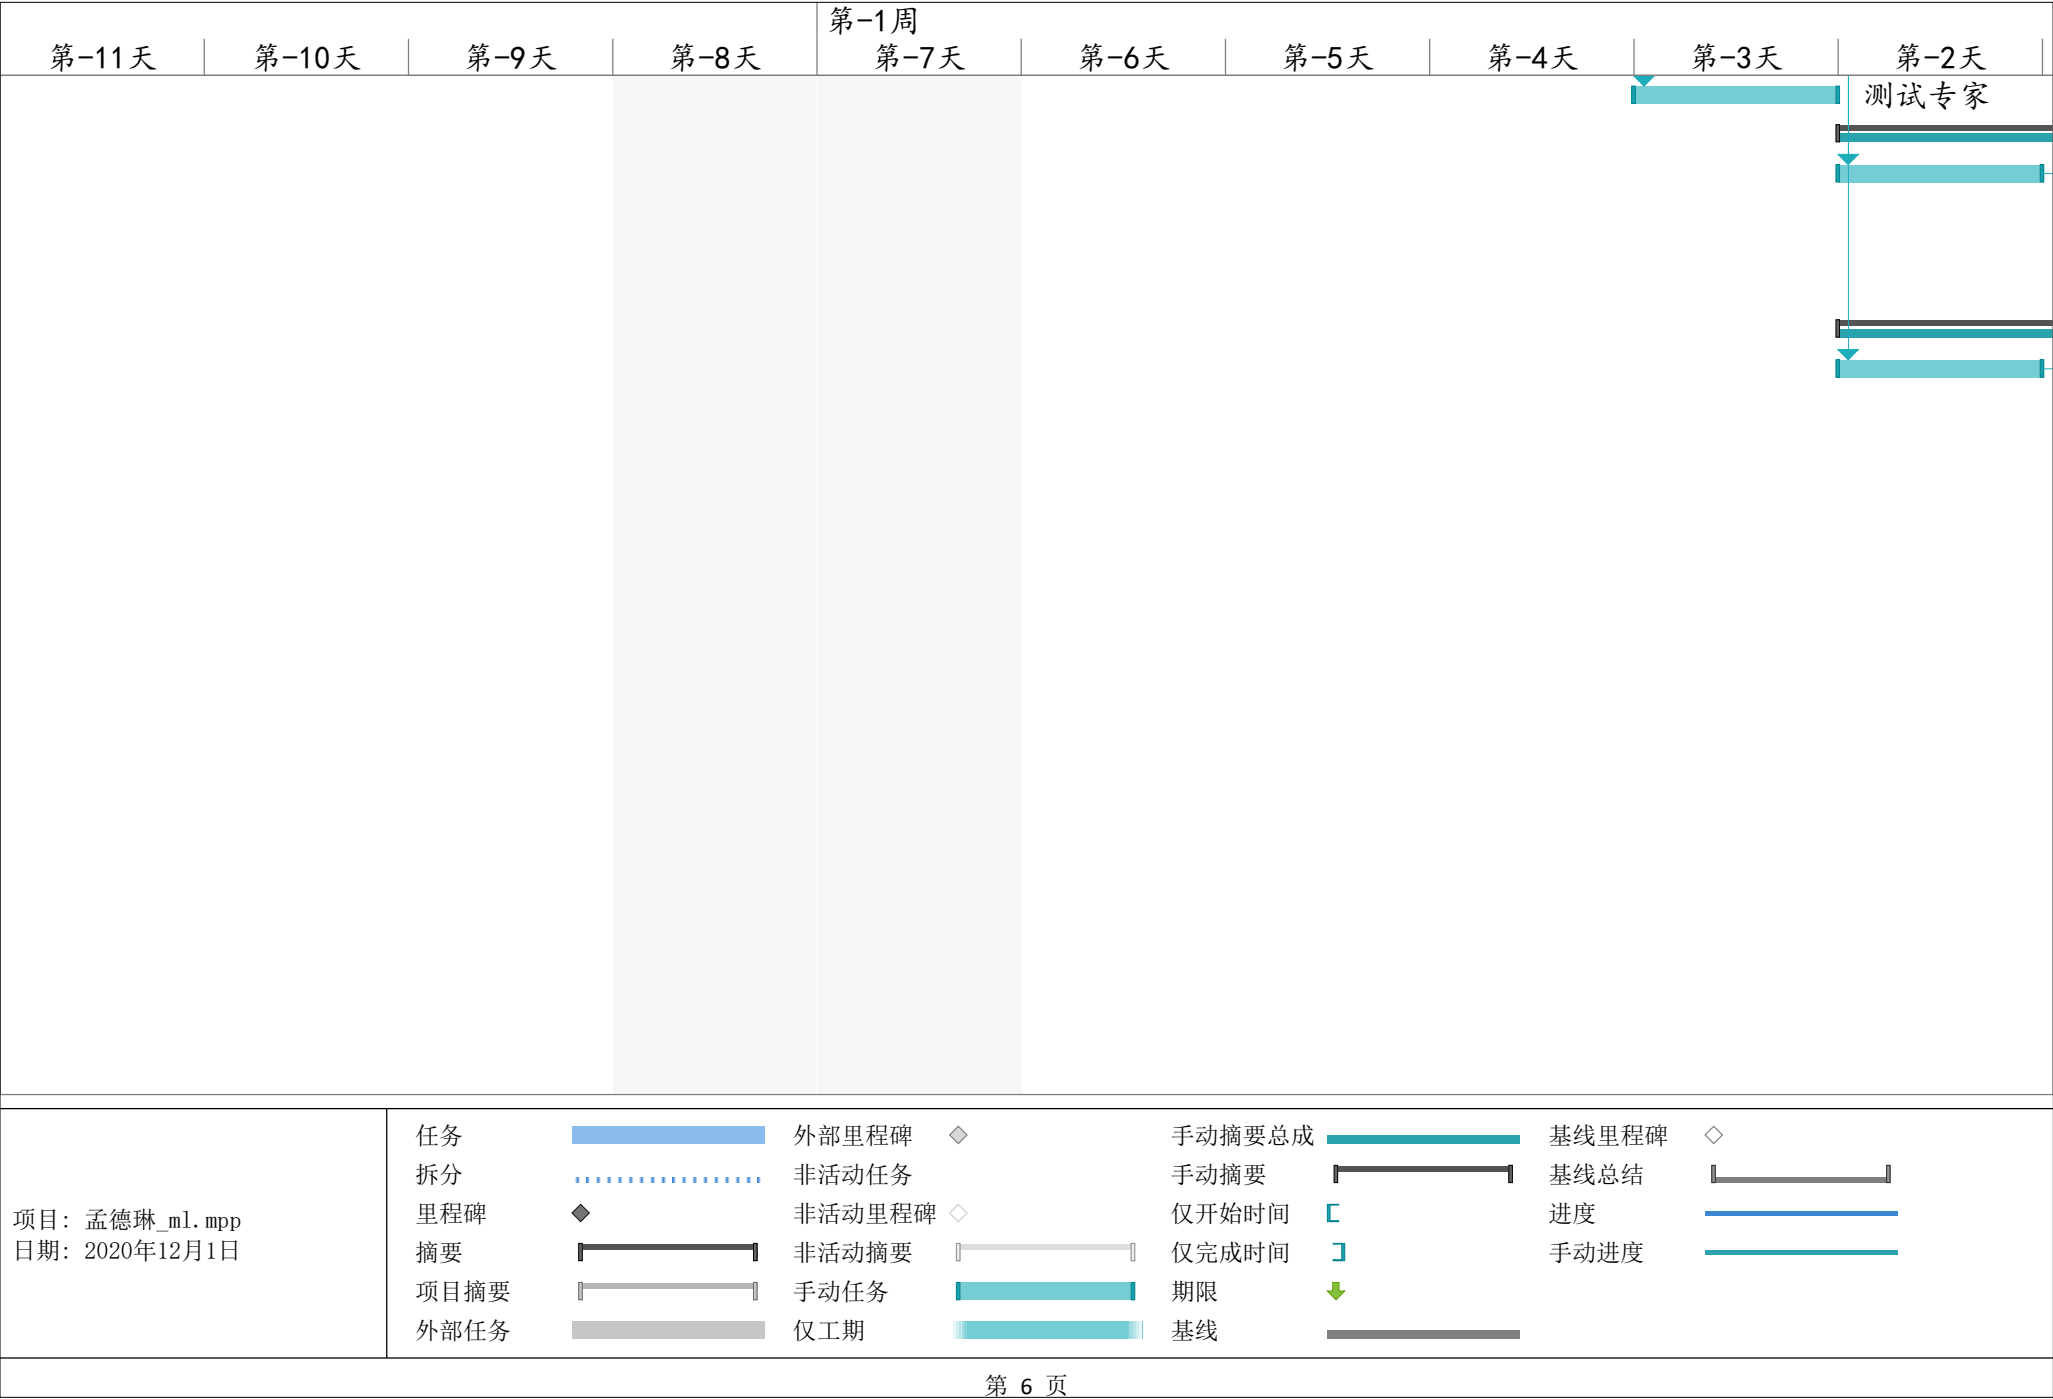 第-1周
第-11天 第-10天 第-9天 第-8天 第-7天 第-6天 第-5天 第-4天 第-3天 第-2天
测试专家
项目: 孟德琳_ml.mpp
日期: 2020年12月1日
任务
拆分
里程碑
摘要
项目摘要
外部任务
外部里程碑
非活动任务
非活动里程碑
非活动摘要
手动任务
仅工期
手动摘要总成
手动摘要
仅开始时间
仅完成时间
期限
基线
基线里程碑
基线总结
进度
手动进度
第 6 页